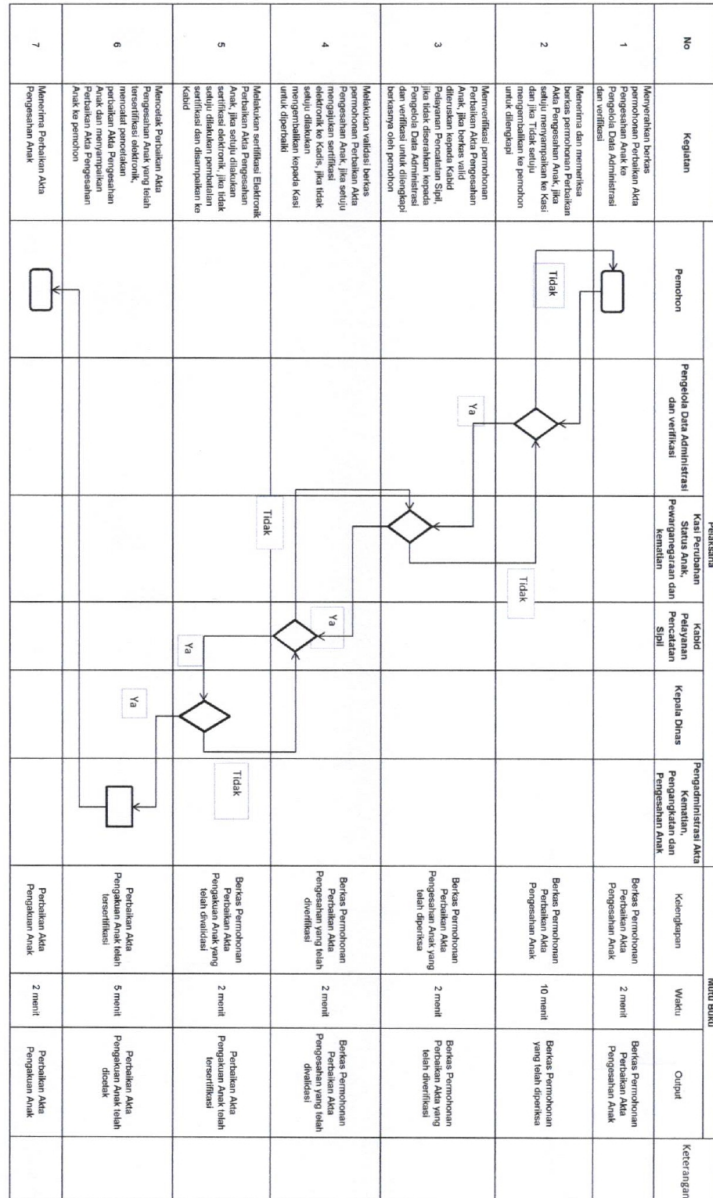 Pelaksana
Mutu Buku
No
Kegiatan
Pemohon
Pengelola Data Administrasi
dan verifikasi
Kasi Perubahan
Status Anak,
Pewarganegaraan dan
kematian
Kabid
Pelayanan
Pencatatan
Sipil
Kepala Dinas
Pengadministrasi Akta
Kematian,
Pengangkatan dan
Pengesahan Anak
Kelengkapan
Waktu
Output
Keterangan
1
Menyerahkan berkas
permohonan Perbaikan Akta
Pengesahan Anak ke
Pengelola Data Administrasi
dan verifikasi
Berkas Permohonan
Perbaikan Akta
Pengesahan Anak
2 menit
Berkas Permohonan
Perbaikan Akta
Pengesahan Anak
2
Menerima dan memeriksa
berkas permohonan Perbaikan
Akta Pengesahan Anak, jika
setuju menyampaikan ke Kasi
dan jika Tidak setuju
mengembalikan ke pemohon
untuk dilengkapi
Tidak
Ya
Tidak
Berkas Permohonan
Perbaikan Akta
Pengesahan Anak
10 menit
Berkas Permohonan
yang telah diperiksa
3
Memverifikasi permohonan
Perbaikan Akta Pengesahan
Anak, jika berkas valid
diteruskan kepada Kabid
Pelayanan Pencatatan Sipil,
jika tidak diserahkan kepada
Pengelola Data Administrasi
dan verifikasi untuk dilengkapi
berkasnya oleh pemohon
Ya
Berkas Permohonan
Perbaikan Akta
Pengesahan Anak yang
telah diperiksa
2 menit
Berkas Permohonan
Perbaikan Akta yang
telah diverifikasi
4
Melakukan validasi berkas
permohonan Perbaikan Akta
Pengesahan Anak, jika setuju
mengajukan sertifikasi
elektronik ke Kadis, jika tidak
setuju dilakukan
mengembalikan kepada Kasi
untuk diperbaiki
Tidak
Ya
Berkas Permohonan
Perbaikan Akta
Pengesahan yang telah
diverifikasi
2 menit
Berkas Permohonan
Perbaikan Akta
Pengesahan yang telah
divalidasi
5
Melakukan sertifikasi Elektronik
Perbaikan Akta Pengesahan
Anak, jika setuju dilakukan
sertifikasi elektronik, jika tidak
setuju dilakukan pembatalan
sertifikasi dan disampaikan ke
Kabid
Ya
Tidak
Berkas Permohonan
Perbaikan Akta
Pengakuan Anak yang
telah divalidasi
2 menit
Perbaikan Akta
Pengakuan Anak telah
tersertifikasi
6
Mencetak Perbaikan Akta
Pengesahan Anak yang telah
tersertifikasi elektronik,
mencatat pencetakan
perbaikan Akta Pengesahan
Anak dan menyampaikan
Perbaikan Akta Pengesahan
Anak ke pemohon
Perbaikan Akta
Pengakuan Anak telah
tersertifikasi
5 menit
Perbaikan Akta
Pengakuan Anak telah
dicetak
7
Menerima Perbaikan Akta
Pengesahan Anak
Perbaikan Akta
Pengakuan Anak
2 menit
Perbaikan Akta
Pengakuan Anak